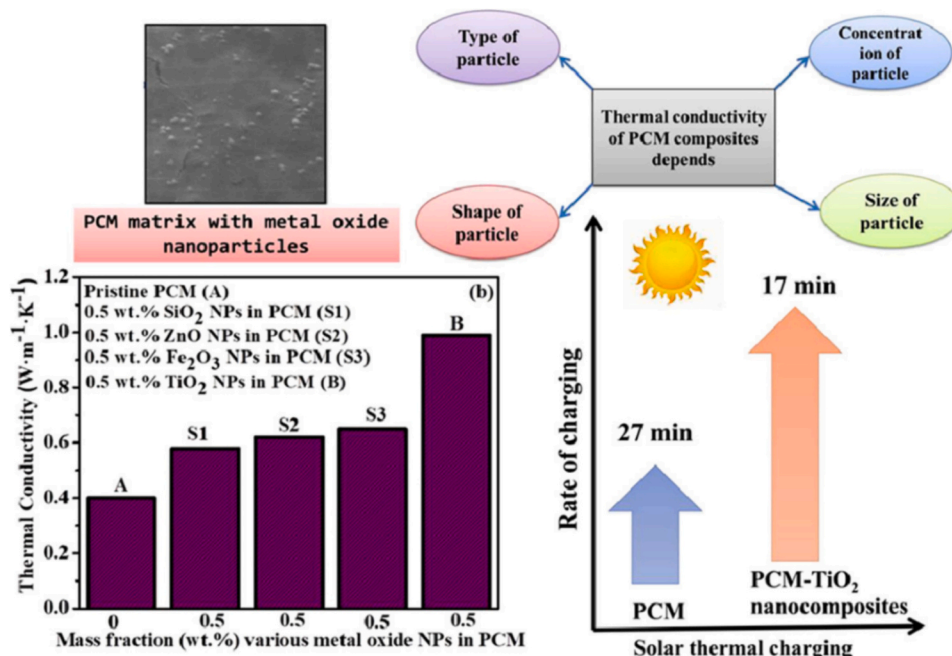 PCM matrix with metal oxide
nanoparticles
Type of
particle
Concentrat
ion of
particle
Thermal conductivity
of PCM composites
depends
Shape of
particle
Size of
particle
Thermal Conductivity (W·m⁻¹·K⁻¹)
1.2
1.0
0.8
0.6
0.4
0.2
0.0
Pristine PCM (A)
(b)
0.5 wt.% SiO₂ NPs in PCM (S1)
0.5 wt.% ZnO NPs in PCM (S2)
0.5 wt.% Fe₂O₃ NPs in PCM (S3)
0.5 wt.% TiO₂ NPs in PCM (B)
A
S1
S2
S3
B
0
0.5
0.5
0.5
0.5
Mass fraction (wt.%) various metal oxide NPs in PCM
Rate of charging
27 min
17 min
PCM
PCM-TiO₂
nanocomposites
Solar thermal charging